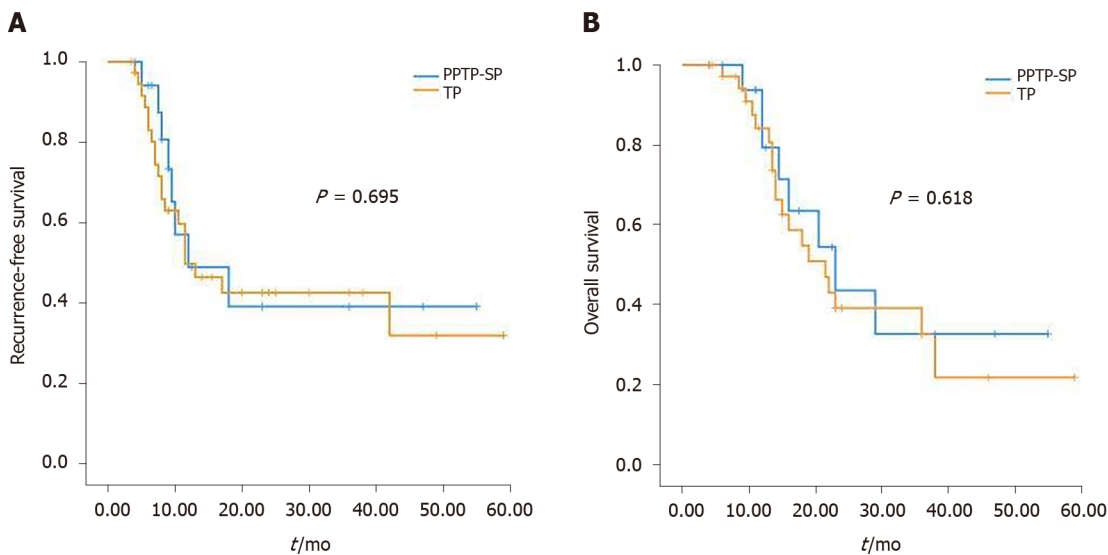 A
Recurrence-free survival
1.0
0.8
0.6
0.4
0.2
0.0
PPTP-SP
TP
P = 0.695
0.00 10.00 20.00 30.00 40.00 50.00 60.00
t/mo
B
Overall survival
1.0
0.8
0.6
0.4
0.2
0.0
PPTP-SP
TP
P = 0.618
0.00 10.00 20.00 30.00 40.00 50.00 60.00
t/mo